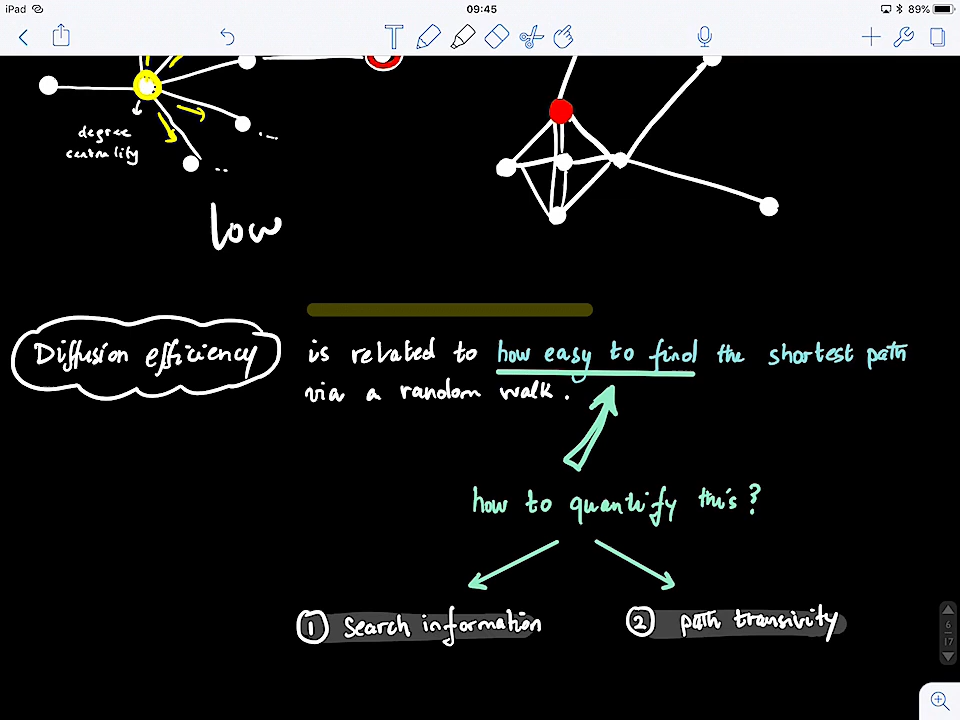 iPad
09:45
89%
T
degree
centrality
...
..
low
Diffusion efficiency
is related to how easy to find the shortest path
via a random walk.
how to quantify this?
① Search information
② path transivity
6
17